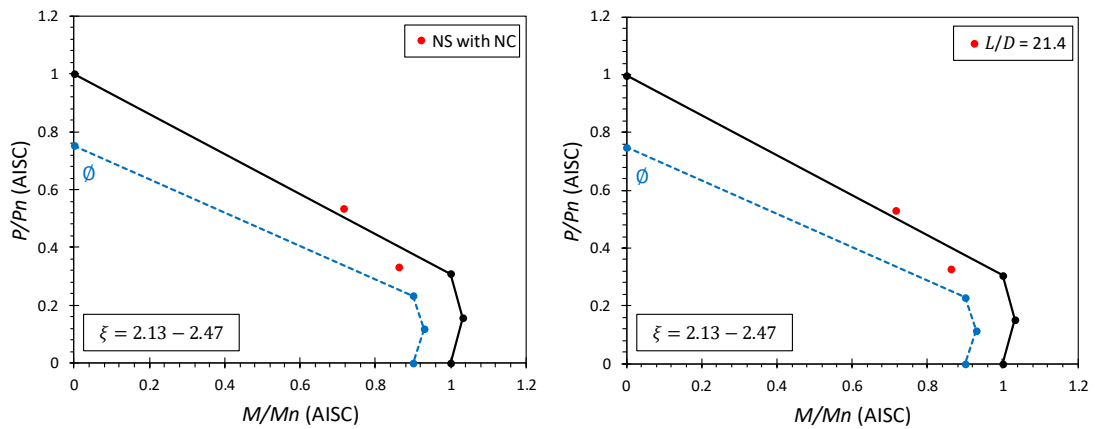 1.2
1
0.8
0.6
0.4
0.2
0
0
0.2
0.4
0.6
0.8
1
1.2
P/Pn (AISC)
M/Mn (AISC)
NS with NC
Ø
ξ = 2.13 − 2.47
1.2
1
0.8
0.6
0.4
0.2
0
0
0.2
0.4
0.6
0.8
1
1.2
P/Pn (AISC)
M/Mn (AISC)
L/D = 21.4
Ø
ξ = 2.13 − 2.47